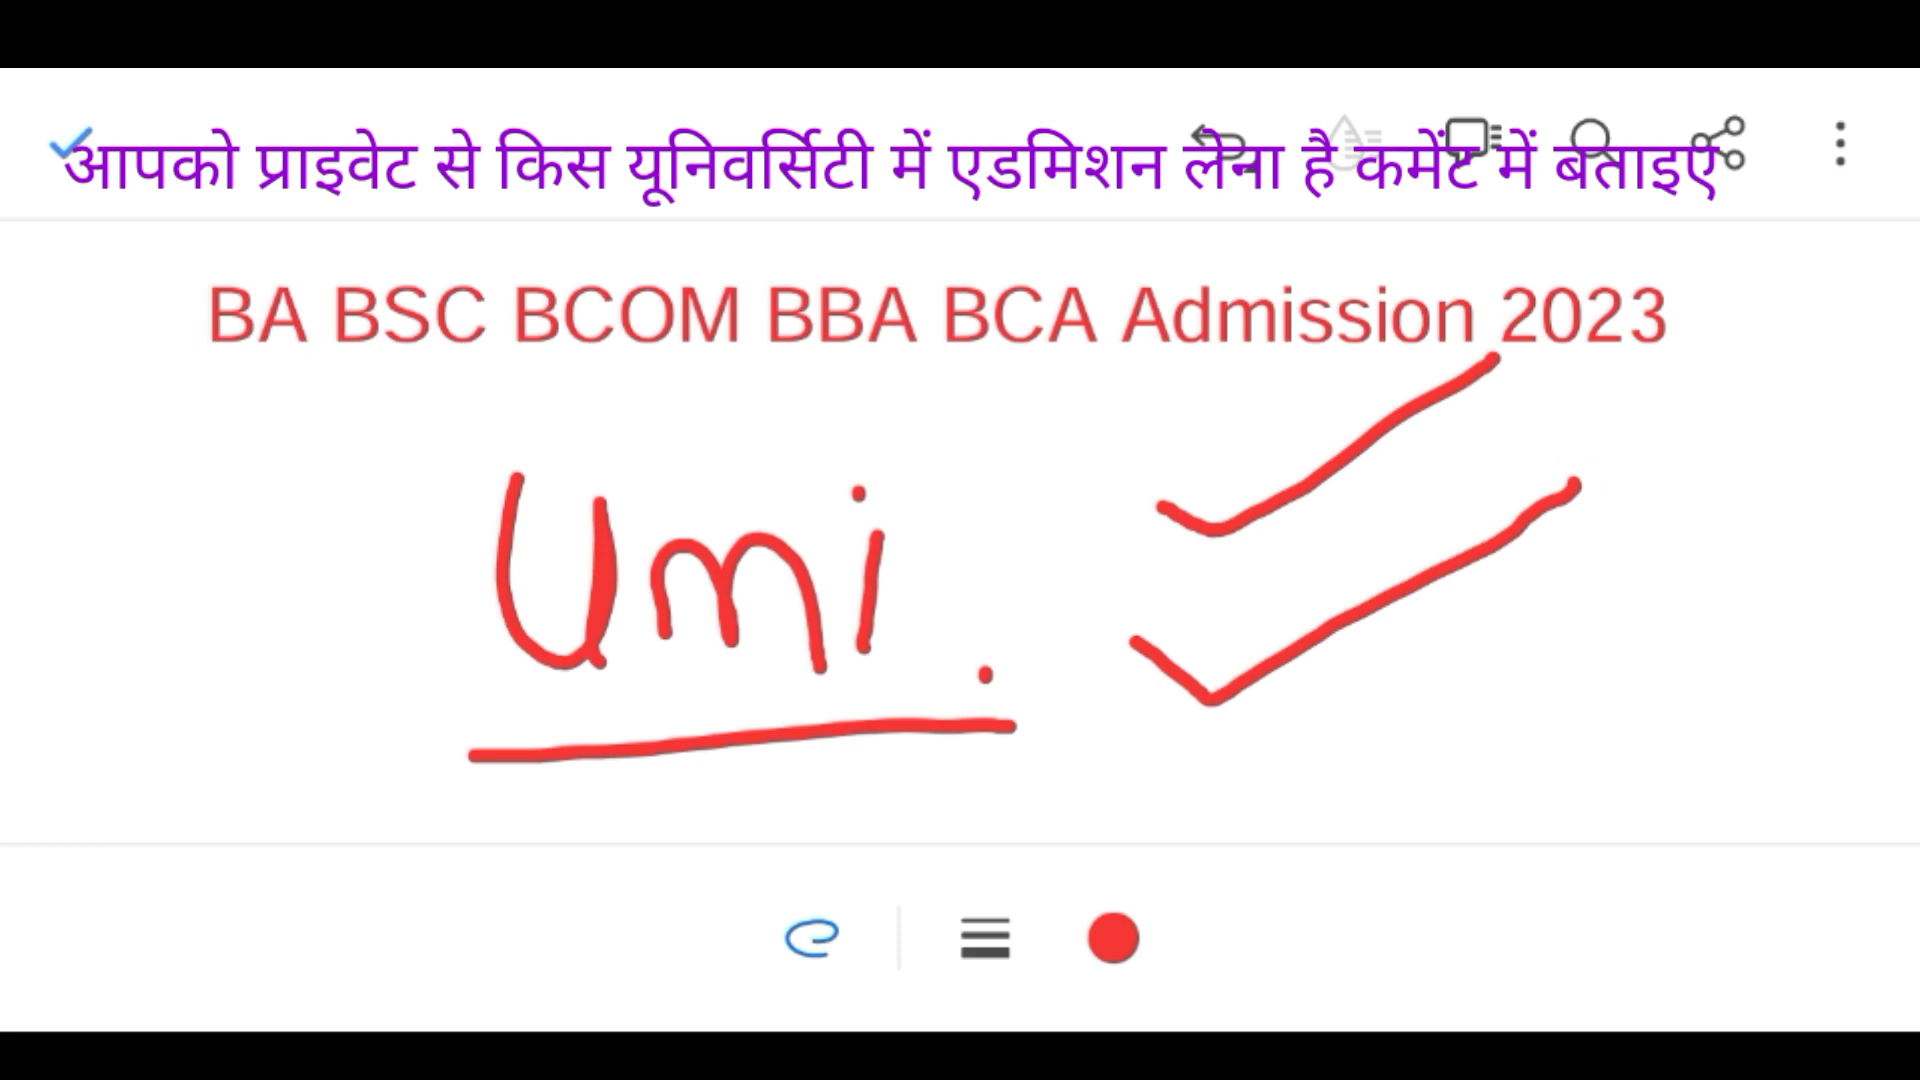 आपको प्राइवेट से किस यूनिवर्सिटी में एडमिशन लेना है कमेंट में बताइए
BA BSC BCOM BBA BCA Admission 2023
Umi.